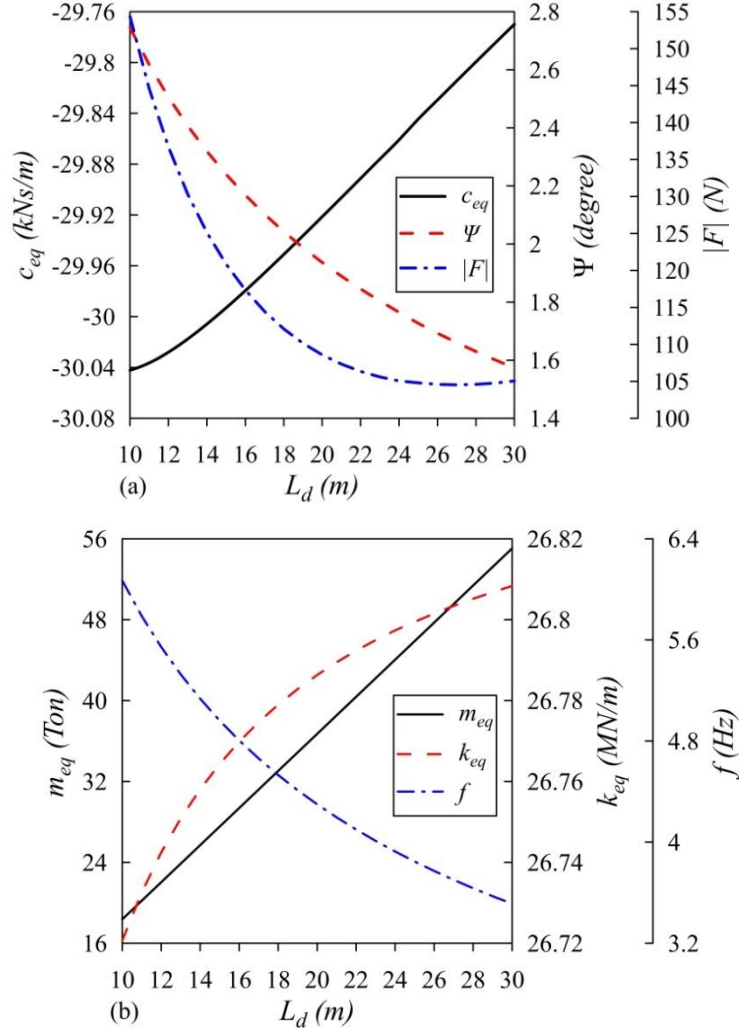 -29.76
-29.8
-29.84
-29.88
-29.92
-29.96
-30
-30.04
-30.08
c_eq (kNs/m)
2.8
2.6
2.4
2.2
2
1.8
1.6
1.4
Ψ (degree)
155
150
145
140
135
130
125
120
115
110
105
100
|F| (N)
c_eq
Ψ
|F|
10 12 14 16 18 20 22 24 26 28 30
(a)
L_d (m)
56
48
40
32
24
16
m_eq (Ton)
26.82
26.8
26.78
26.76
26.74
26.72
k_eq (MN/m)
6.4
5.6
4.8
4
3.2
f (Hz)
m_eq
k_eq
f
10 12 14 16 18 20 22 24 26 28 30
(b)
L_d (m)